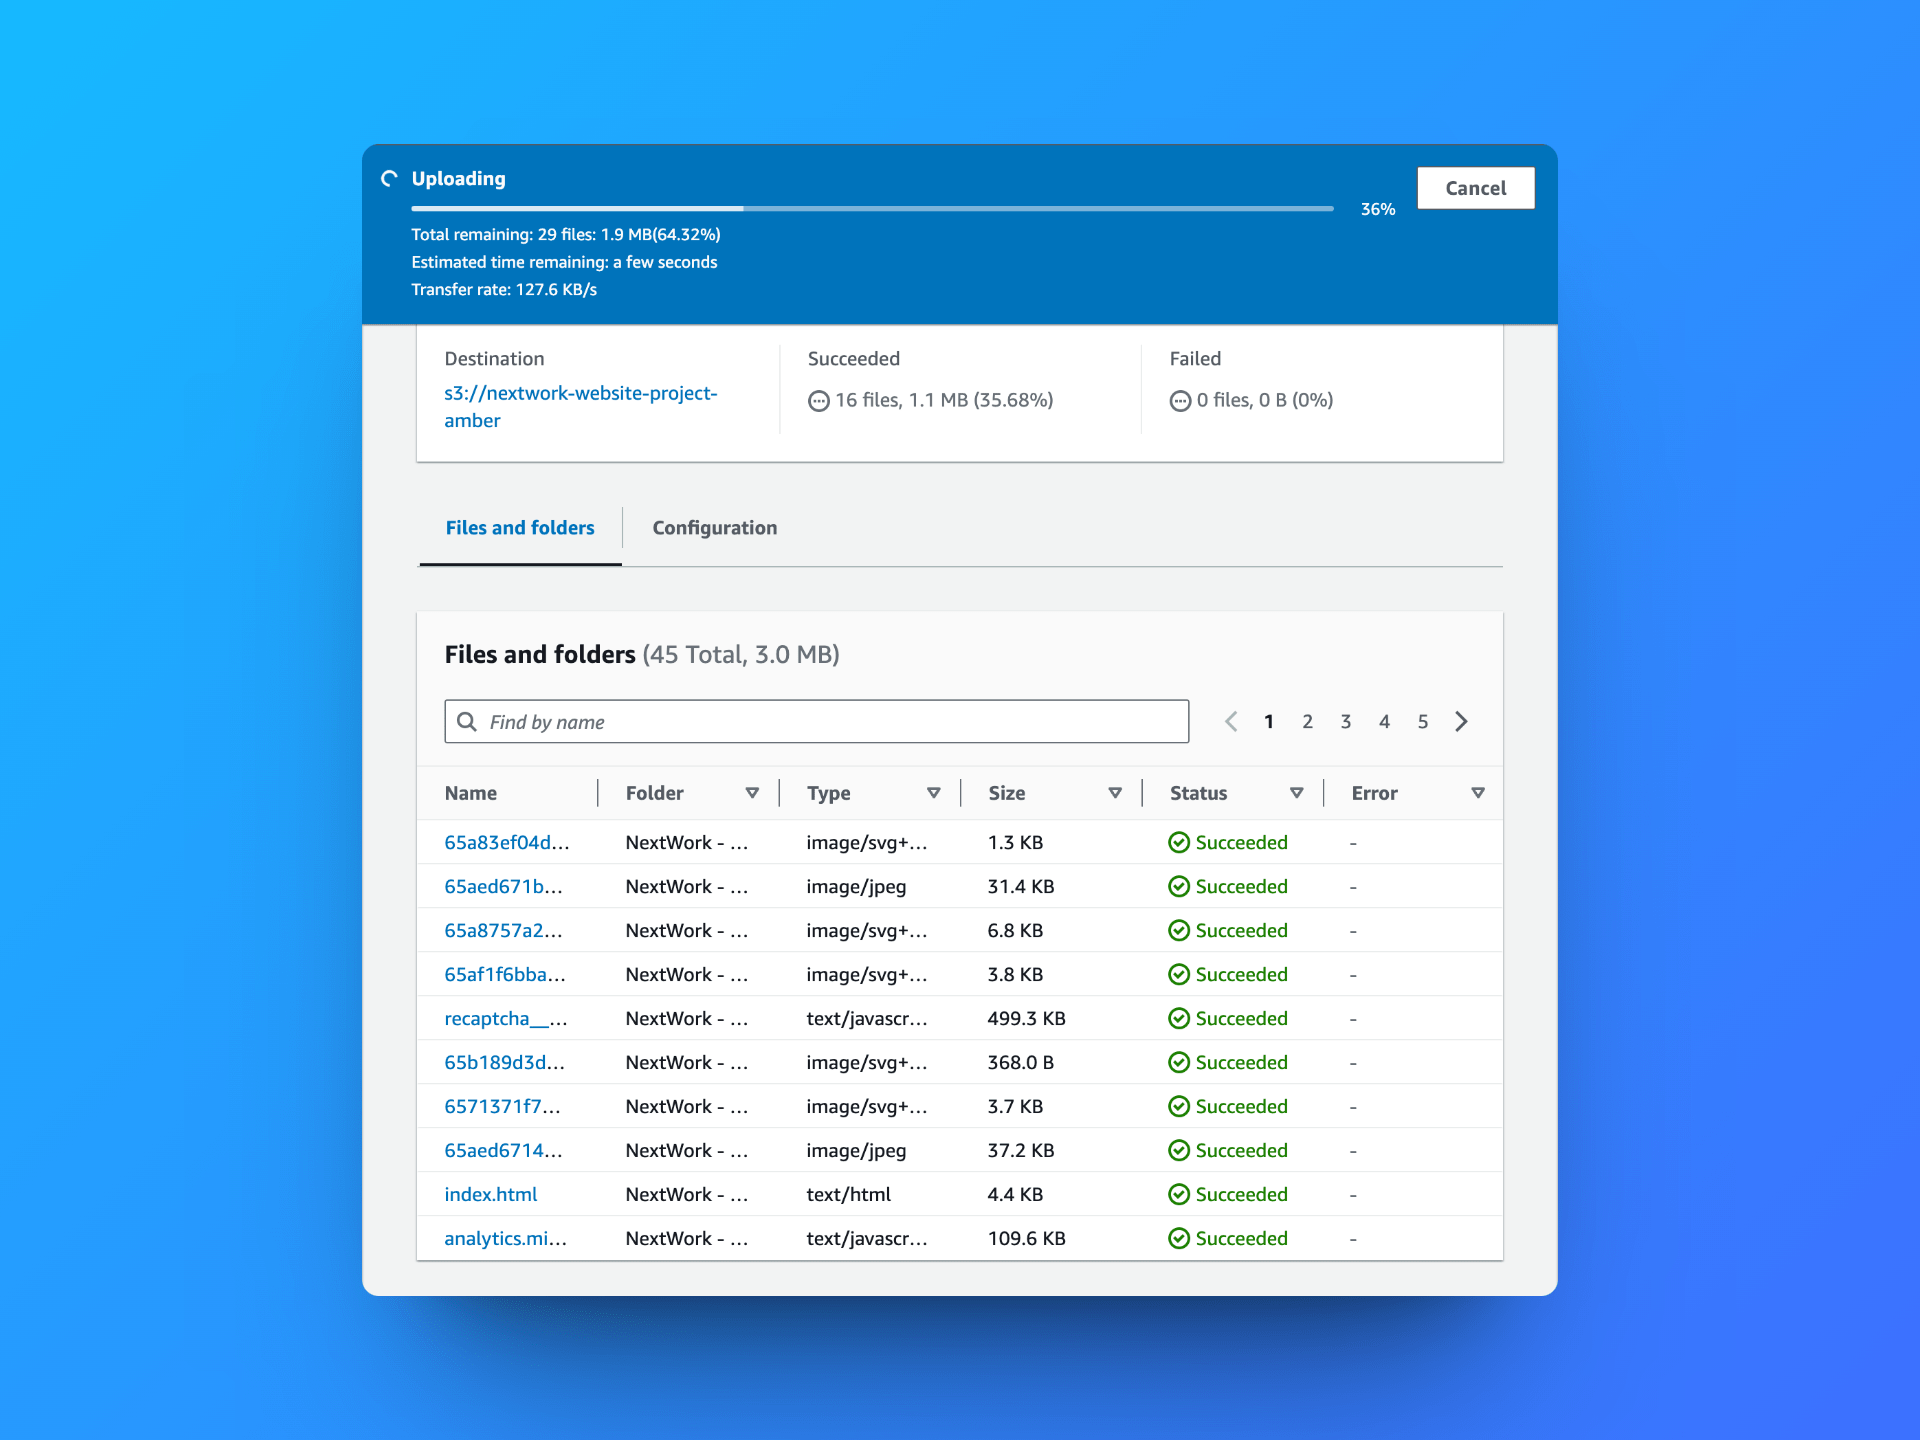 Uploading
Cancel
36%
Total remaining: 29 files: 1.9 MB(64.32%)
Estimated time remaining: a few seconds
Transfer rate: 127.6 KB/s
Destination Succeeded Failed
s3://nextwork-website-project-
amber
16 files, 1.1 MB (35.68%) 0 files, 0 B (0%)
Files and folders Configuration
Files and folders (45 Total, 3.0 MB)
Find by name 1 2 3 4 5
Name Folder Type Size Status Error
65a83ef04d... NextWork - ... image/svg+... 1.3 KB Succeeded -
65aed671b... NextWork - ... image/jpeg 31.4 KB Succeeded -
65a8757a2... NextWork - ... image/svg+... 6.8 KB Succeeded -
65af1f6bba... NextWork - ... image/svg+... 3.8 KB Succeeded -
recaptcha__... NextWork - ... text/javascr... 499.3 KB Succeeded -
65b189d3d... NextWork - ... image/svg+... 368.0 B Succeeded -
6571371f7... NextWork - ... image/svg+... 3.7 KB Succeeded -
65aed6714... NextWork - ... image/jpeg 37.2 KB Succeeded -
index.html NextWork - ... text/html 4.4 KB Succeeded -
analytics.mi... NextWork - ... text/javascr... 109.6 KB Succeeded -